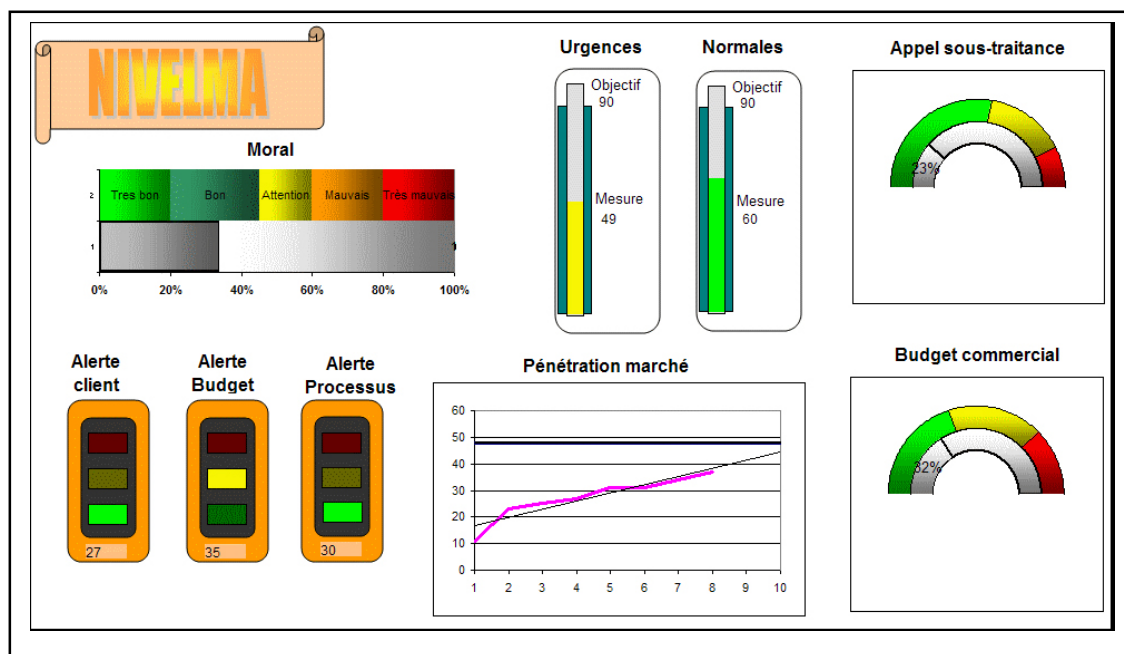 NIVELMA
Moral
2
Tres bon
Bon
Attention
Mauvais
Très mauvais
1
1
0%
20%
40%
60%
80%
100%
Urgences
Objectif
90
Mesure
49
Normales
Objectif
90
Mesure
60
Appel sous-traitance
23%
Alerte
client
27
Alerte
Budget
35
Alerte
Processus
30
Pénétration marché
60
50
40
30
20
10
0
1 2 3 4 5 6 7 8 9 10
Budget commercial
32%